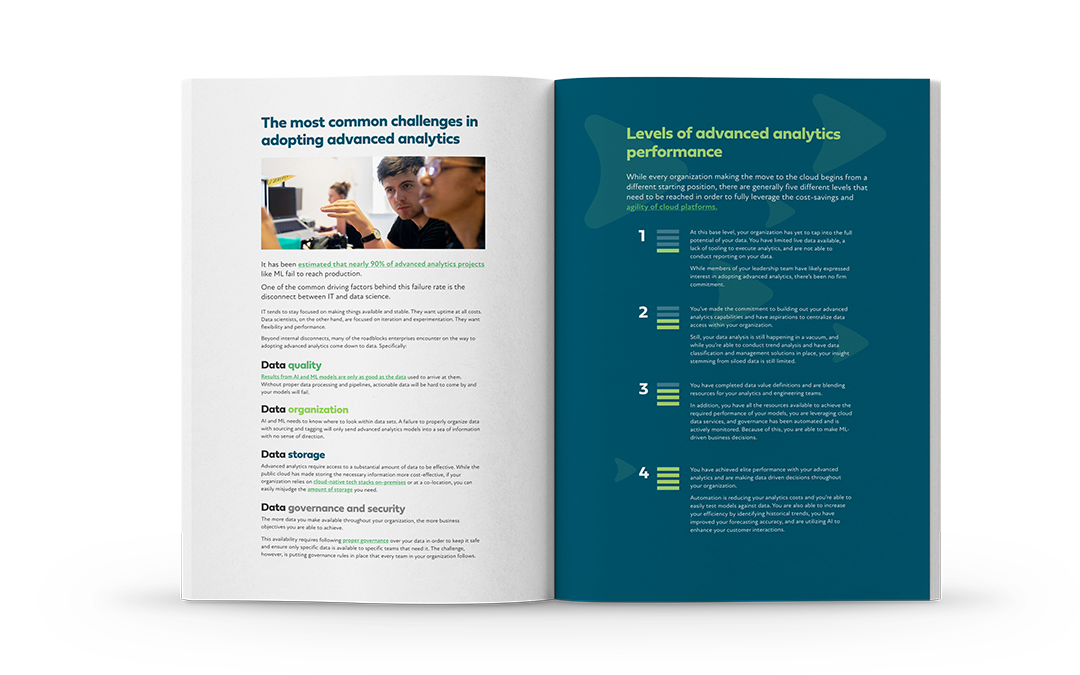 The most common challenges in
adopting advanced analytics
It has been estimated that nearly 90% of advanced analytics projects
like ML fail to reach production.
One of the common driving factors behind this failure rate is the
disconnect between IT and data science.
IT tends to stay focused on making things available and stable. They want uptime at all costs.
Data scientists, on the other hand, are focused on iteration and experimentation. They want
flexibility and performance.
Beyond internal disconnects, many of the roadblocks enterprises encounter on the way to
adopting advanced analytics come down to data. Specifically:
Data quality
Results from AI and ML models are only as good as the data used to arrive at them.
Without proper data processing and pipelines, actionable data will be hard to come by and
your models will fail.
Data organization
AI and ML needs to know where to look within data sets. A failure to properly organize data
with sourcing and tagging will only send advanced analytics models into a sea of information
with no sense of direction.
Data storage
Advanced analytics require access to a substantial amount of data to be effective. While the
public cloud has made storing the necessary information more cost-effective, if your
organization relies on cloud-native tech stacks on-premises or at a co-location, you can
easily misjudge the amount of storage you need.
Data governance and security
The more data you make available throughout your organization, the more business
objectives you are able to achieve.
This availability requires following proper governance over your data in order to keep it safe
and ensure only specific data is available to specific teams that need it. The challenge,
however, is putting governance rules in place that every team in your organization follows.
Levels of advanced analytics
performance
While every organization making the move to the cloud begins from a
different starting position, there are generally five different levels that
need to be reached in order to fully leverage the cost-savings and
agility of cloud platforms.
1
At this base level, your organization has yet to tap into the full
potential of your data. You have limited live data available, a
lack of tooling to execute analytics, and are not able to
conduct reporting on your data.
While members of your leadership team have likely expressed
interest in adopting advanced analytics, there's been no firm
commitment.
2
You've made the commitment to building out your advanced
analytics capabilities and have aspirations to centralize data
access within your organization.
Still, your data analysis is still happening in a vacuum, and
while you're able to conduct trend analysis and have data
classification and management solutions in place, your insight
stemming from siloed data is still limited.
3
You have completed data value definitions and are blending
resources for your analytics and engineering teams.
In addition, you have all the resources available to achieve the
required performance of your models, you are leveraging cloud
data services, and governance has been automated and is
actively monitored. Because of this, you are able to make ML-
driven business decisions.
4
You have achieved elite performance with your advanced
analytics and are making data driven decisions throughout
your organization.
Automation is reducing your analytics costs and you're able to
easily test models against data. You are also able to increase
your efficiency by identifying historical trends, you have
improved your forecasting accuracy, and are utilizing AI to
enhance your customer interactions.